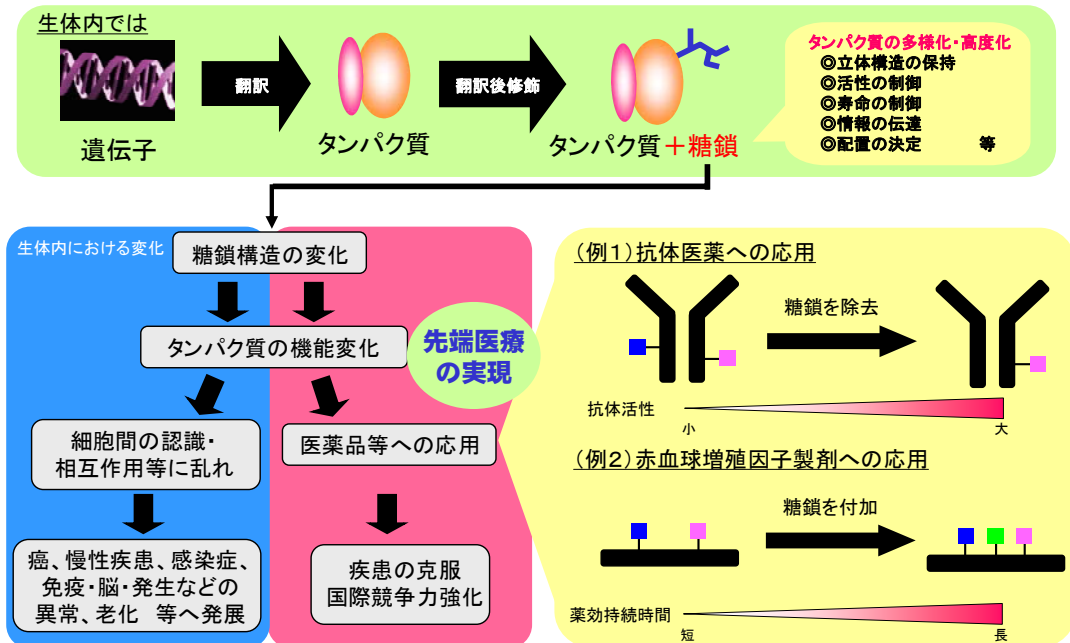 生体内では
翻訳
翻訳後修飾
遺伝子
タンパク質
タンパク質+糖鎖
タンパク質の多様化・高度化
◎立体構造の保持
◎活性の制御
◎寿命の制御
◎情報の伝達
◎配置の決定 等
生体内における変化
糖鎖構造の変化
タンパク質の機能変化
細胞間の認識・
相互作用等に乱れ
癌、慢性疾患、感染症、
免疫・脳・発生などの
異常、老化 等へ発展
医薬品等への応用
疾患の克服
国際競争力強化
先端医療
の実現
(例1)抗体医薬への応用
糖鎖を除去
抗体活性
小
大
(例2)赤血球増殖因子製剤への応用
糖鎖を付加
薬効持続時間
短
長